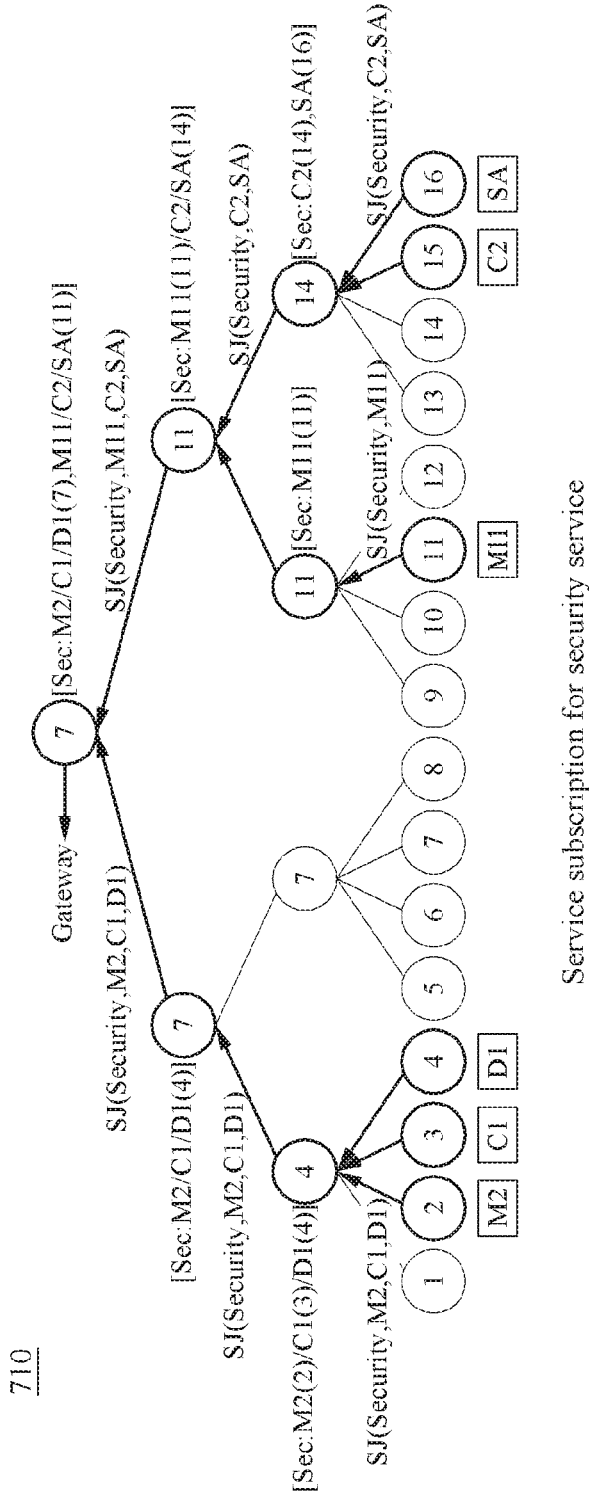 710
Gateway
7
[Sec:M2/C1/D1(7),M11/C2/SA(11)]
SJ(Security,M2,C1,D1)
SJ(Security,M11,C2,SA)
7
[Sec:M2/C1/D1(4)]
11
[Sec:M11(11)/C2/SA(14)]
SJ(Security,M2,C1,D1)
SJ(Security,C2,SA)
4
[Sec:M2(2)/C1(3)/D1(4)]
7
11
[Sec:M11(11)]
14
[Sec:C2(14),SA(16)]
SJ(Security,M2,C1,D1)
SJ(Security,M11)
SJ(Security,C2,SA)
1 2 3 4 5 6 7 8 9 10 11 12 13 14 15 16
M2 C1 D1 M11 C2 SA
Service subscription for security service